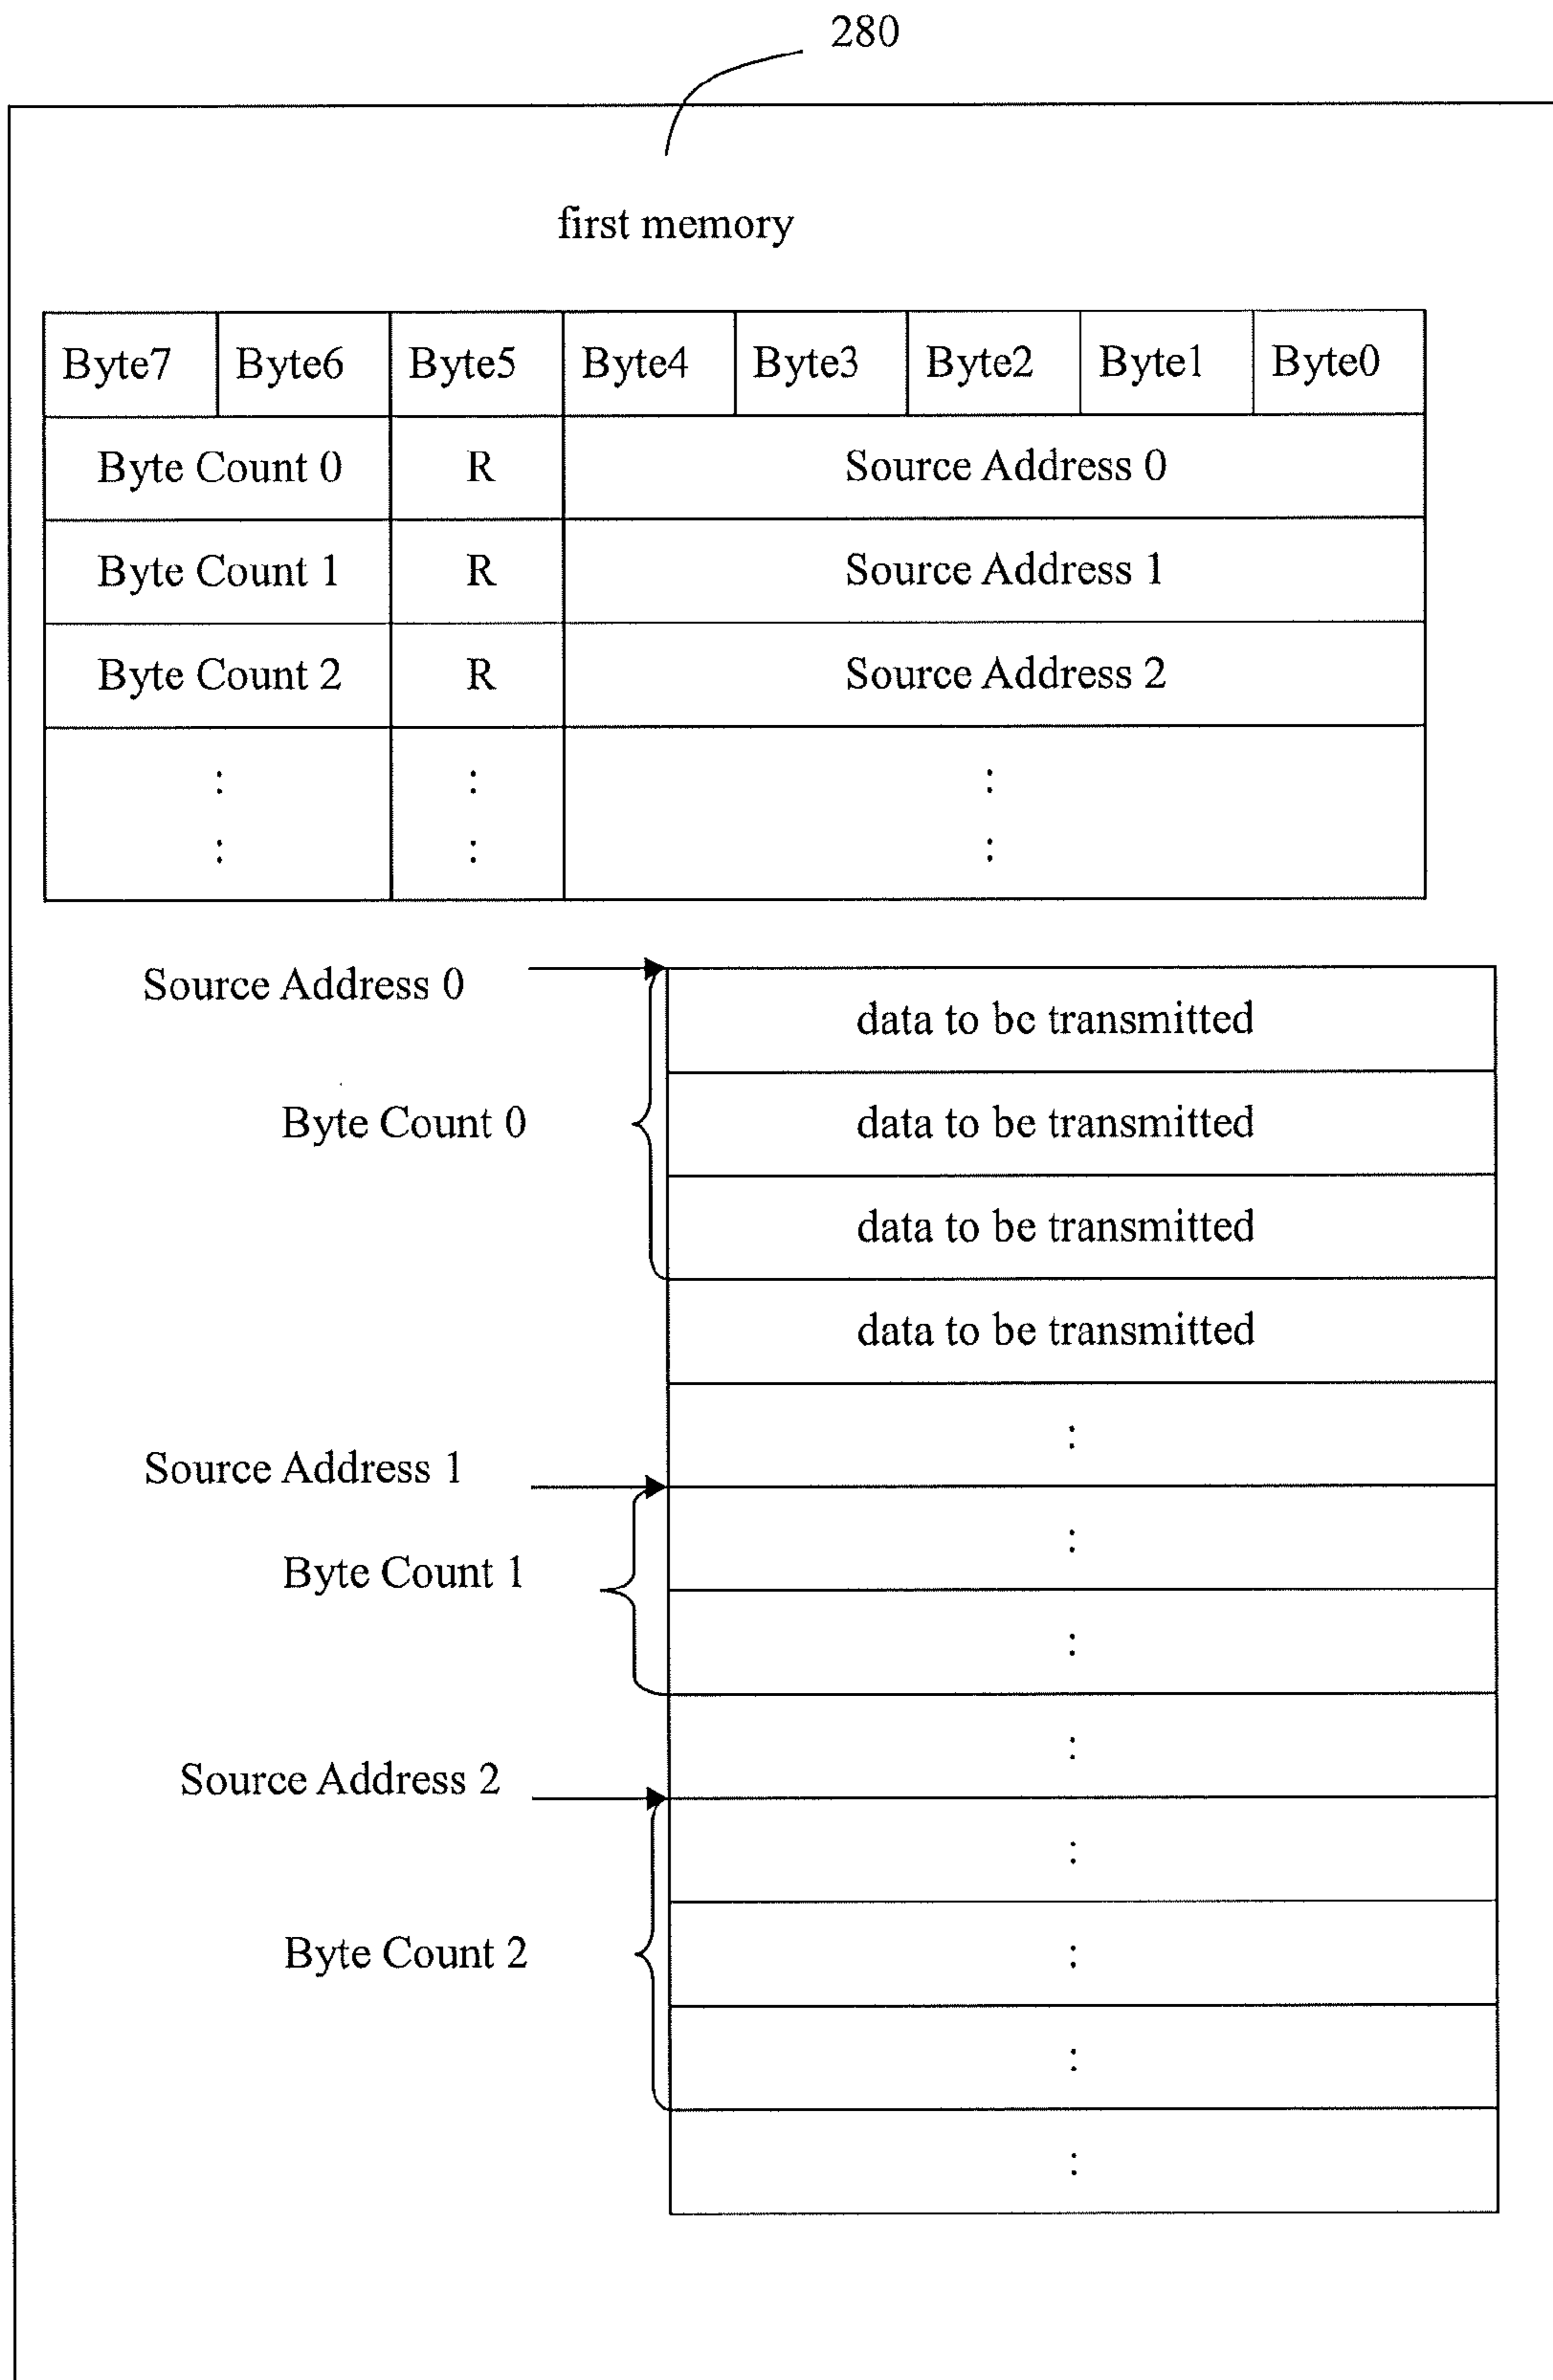 280
first memory
Byte7 Byte6 Byte5 Byte4 Byte3 Byte2 Byte1 Byte0
Byte Count 0 R Source Address 0
Byte Count 1 R Source Address 1
Byte Count 2 R Source Address 2
: : :
: : :
Source Address 0
data to be transmitted
Byte Count 0 data to be transmitted
data to be transmitted
data to be transmitted
:
Source Address 1
:
Byte Count 1
:
:
Source Address 2
:
Byte Count 2 :
:
: